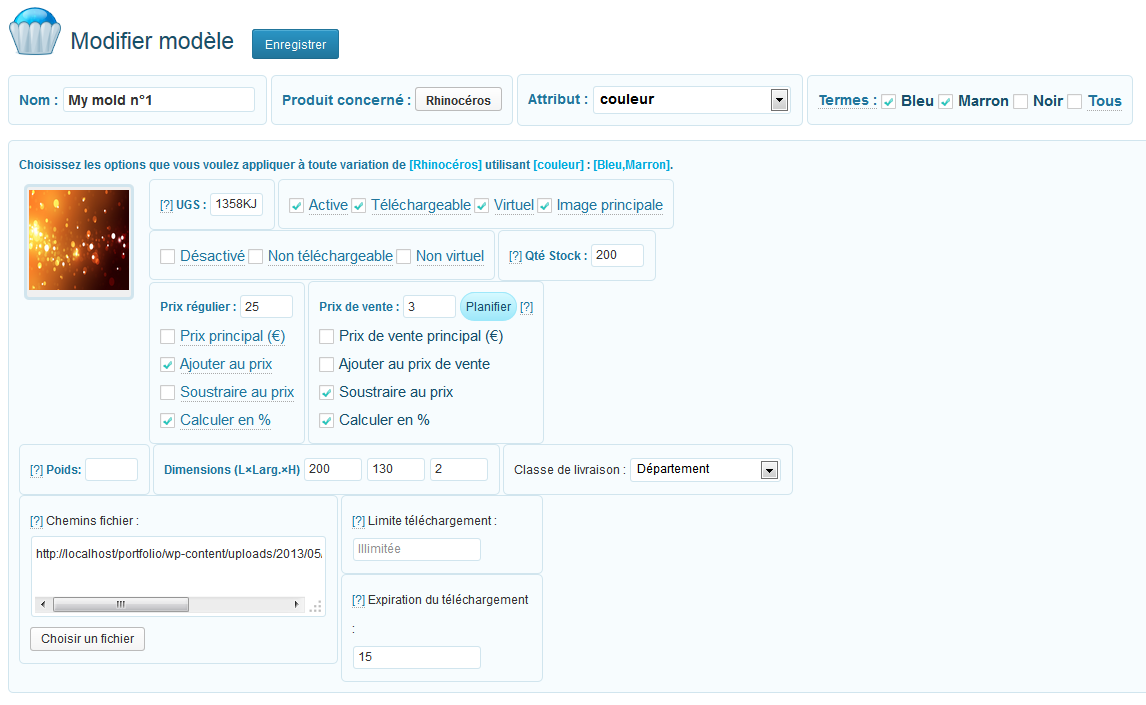 Modifier modèle Enregistrer
Nom : My mold n°1 Produit concerné : Rhinocéros Attribut : couleur Termes : Bleu Marron Noir Tous
Choisissez les options que vous voulez appliquer à toute variation de [Rhinocéros] utilisant [couleur] : [Bleu,Marron].
[?] UGS : 1358KJ Active Téléchargeable Virtuel Image principale
Désactivé Non téléchargeable Non virtuel [?] Qté Stock : 200
Prix régulier : 25 Prix de vente : 3 Planifier [?]
Prix principal (€) Prix de vente principal (€)
Ajouter au prix Ajouter au prix de vente
Soustraire au prix Soustraire au prix
Calculer en % Calculer en %
[?] Poids: Dimensions (L×Larg.×H) 200 130 2 Classe de livraison : Département
[?] Chemins fichier : [?] Limite téléchargement :
http://localhost/portfolio/wp-content/uploads/2013/05/ Illimitée
[?] Expiration du téléchargement
:
Choisir un fichier
15